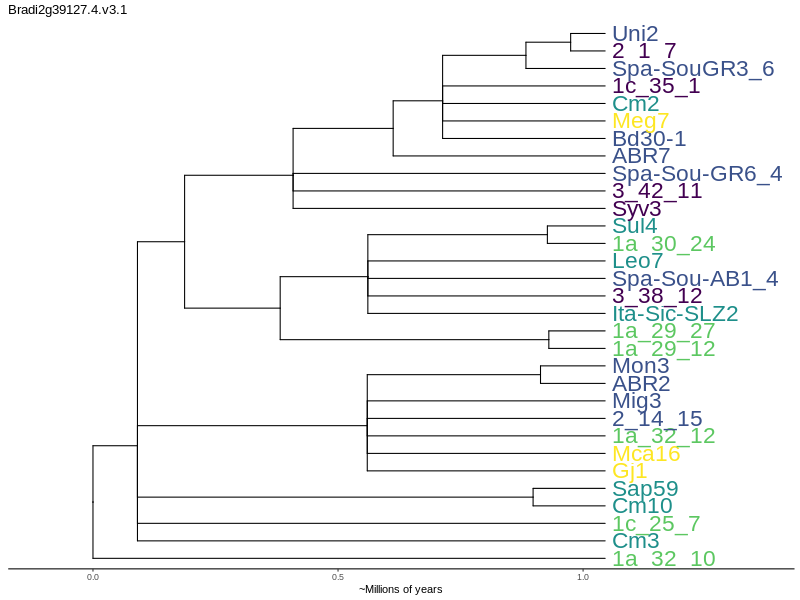 Bradi2g39127.4.v3.1
Uni2
2_1_7
Spa-SouGR3_6
1c_35_1
Cm2
Meg7
Bd30-1
ABR7
Spa-Sou-GR6_4
3_42_11
Syv3
Sul4
1a_30_24
Leo7
Spa-Sou-AB1_4
3_38_12
Ita-Sic-SLZ2
1a_29_27
1a_29_12
Mon3
ABR2
Mig3
2_14_15
1a_32_12
Mca16
Gj1
Sap59
Cm10
1c_25_7
Cm3
1a_32_10
0.0 0.5 1.0
~Millions of years